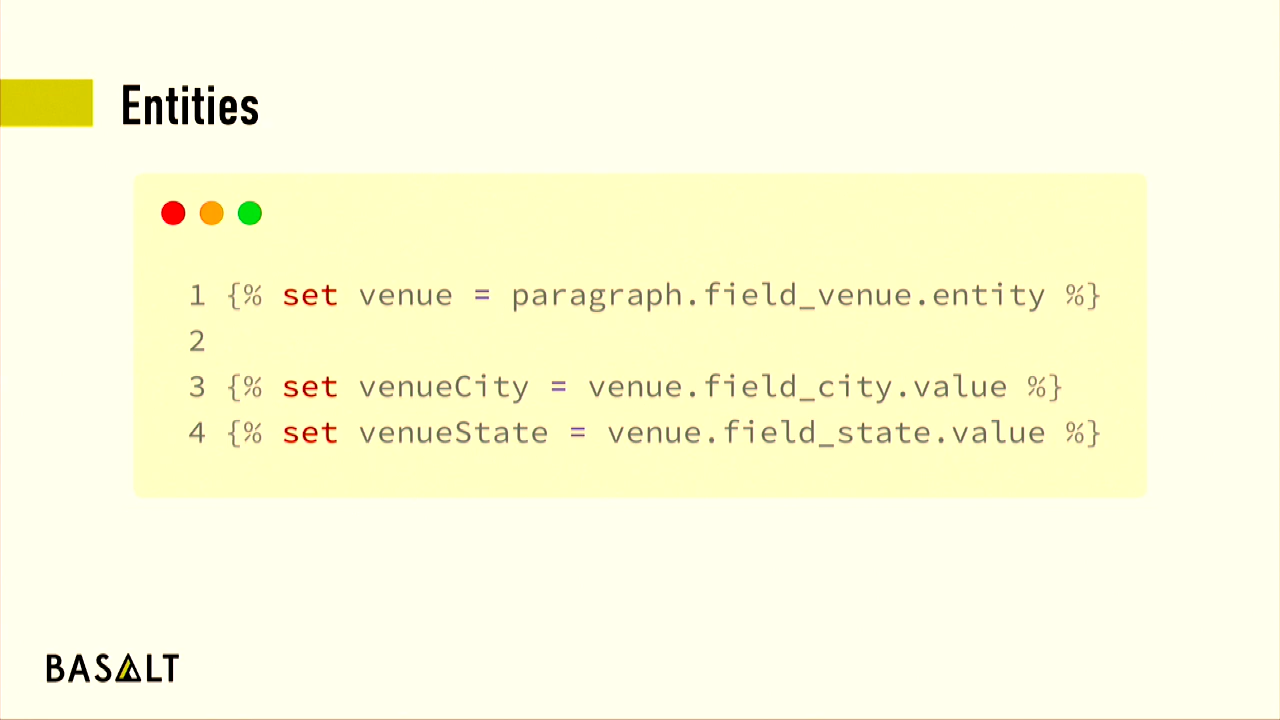 Entities
1 {% set venue = paragraph.field_venue.entity %}
2
3 {% set venueCity = venue.field_city.value %}
4 {% set venueState = venue.field_state.value %}
BASALT